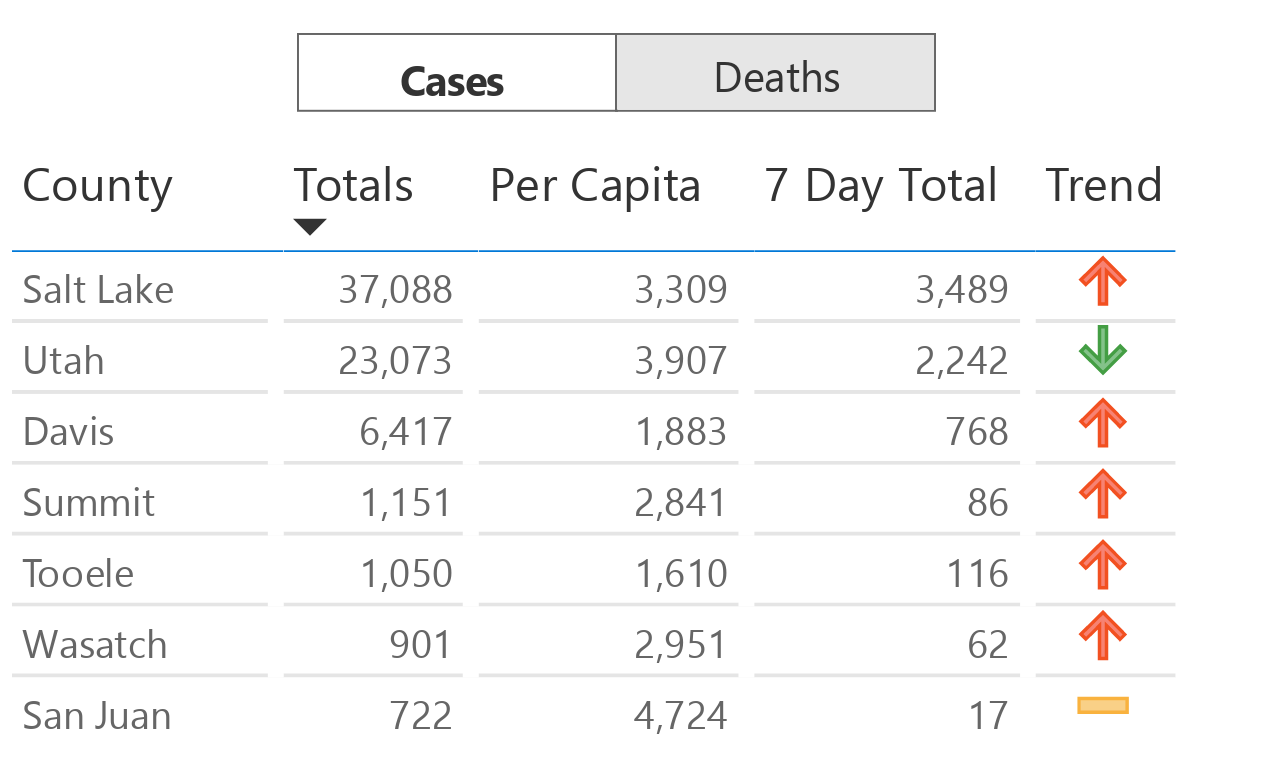 Cases Deaths
County Totals Per Capita 7 Day Total Trend
Salt Lake 37,088 3,309 3,489
Utah 23,073 3,907 2,242
Davis 6,417 1,883 768
Summit 1,151 2,841 86
Tooele 1,050 1,610 116
Wasatch 901 2,951 62
San Juan 722 4,724 17